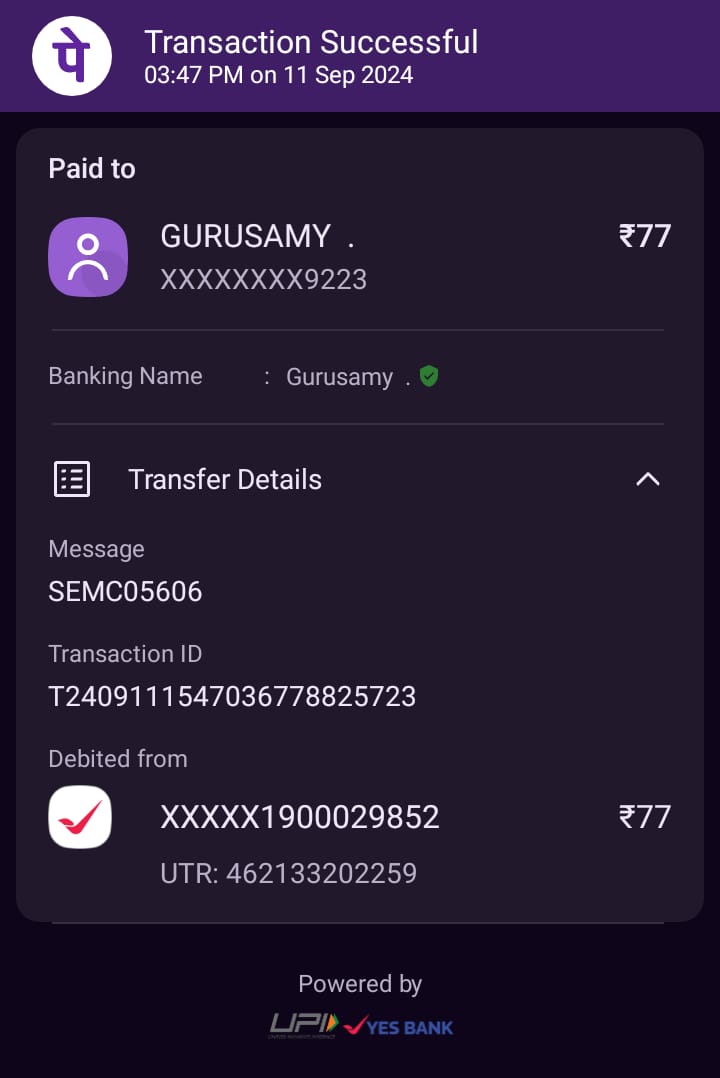 पे
Transaction Successful
03:47 PM on 11 Sep 2024
Paid to
GURUSAMY . ₹77
XXXXXXXX9223
Banking Name : Gurusamy .
Transfer Details
Message
SEMC05606
Transaction ID
T2409111547036778825723
Debited from
XXXXX1900029852 ₹77
UTR: 462133202259
Powered by
UPI YES BANK